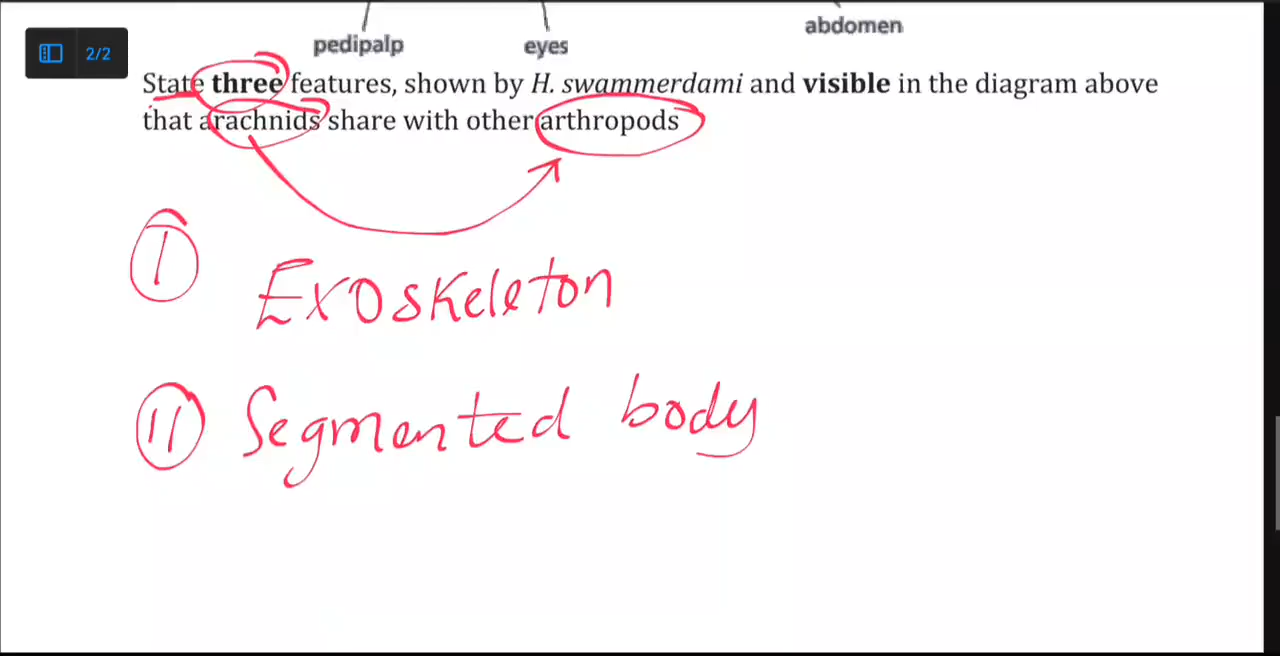 abdomen
pedipalp eyes
2/2
State three features, shown by H. swammerdami and visible in the diagram above
that arachnids share with other arthropods
I
Exoskeleton
II Segmented body